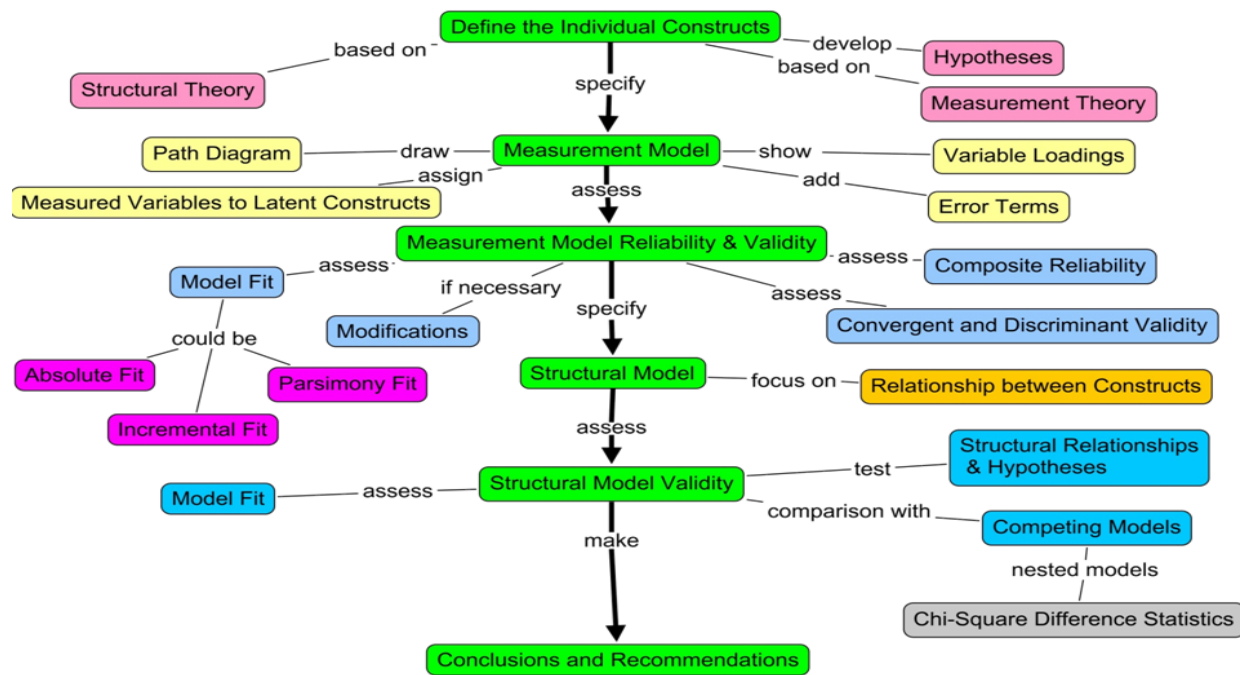 Define the Individual Constructs
based on
develop
Hypotheses
based on
Structural Theory
specify
Measurement Theory
Path Diagram
draw
Measurement Model
show
Variable Loadings
assign
add
Measured Variables to Latent Constructs
assess
Error Terms
Measurement Model Reliability & Validity
assess
Composite Reliability
assess
Model Fit
if necessary
assess
Modifications
specify
Convergent and Discriminant Validity
could be
Absolute Fit
Parsimony Fit
Structural Model
focus on
Relationship between Constructs
Incremental Fit
assess
Structural Relationships
& Hypotheses
test
Structural Model Validity
assess
Model Fit
comparison with
Competing Models
make
nested models
Chi-Square Difference Statistics
Conclusions and Recommendations